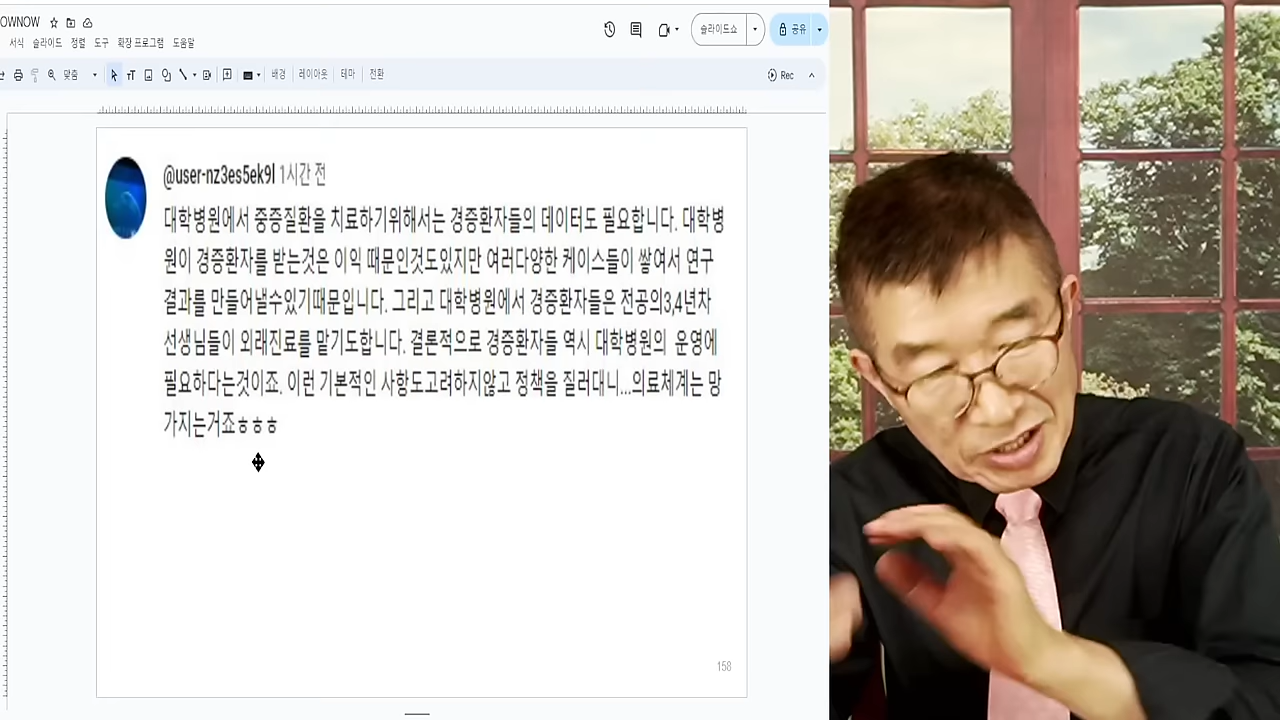 OWNOW
슬라이드쇼
공유
서식 슬라이드 정렬 도구 확장 프로그램 도움말
맞춤
배경 레이아웃 테마 전환
Rec
@user-nz3es5ek9l 1시간 전
대학병원에서 중증질환을 치료하기위해서는 경증환자들의 데이터도 필요합니다. 대학병
원이 경증환자를 받는것은 이익 때문인것도있지만 여러다양한 케이스들이 쌓여서 연구
결과를 만들어낼수있기때문입니다. 그리고 대학병원에서 경증환자들은 전공의3,4년차
선생님들이 외래진료를 맡기도합니다. 결론적으로 경증환자들 역시 대학병원의 운영에
필요하다는것이죠. 이런 기본적인 사항도고려하지않고 정책을 질러대니...의료체계는 망
가지는거죠ㅎㅎㅎ
158